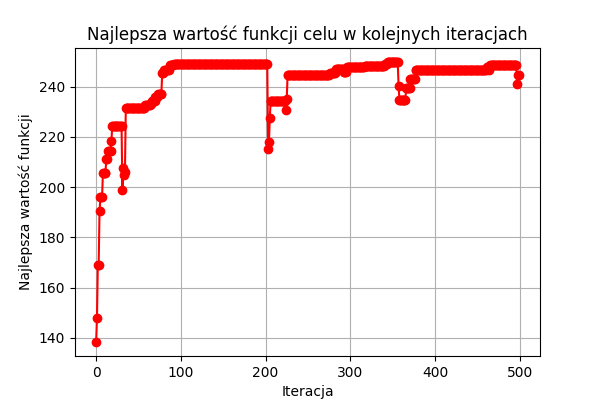 Najlepsza wartość funkcji celu w kolejnych iteracjach
Najlepsza wartość funkcji
240
220
200
180
160
140
0 100 200 300 400 500
Iteracja